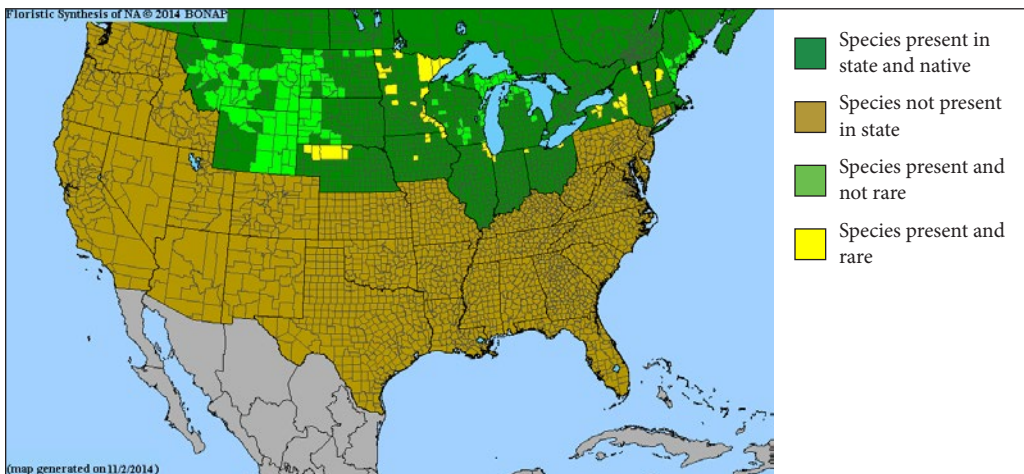 Floristic Synthesis of NA © 2014 BONAP
Species present in
state and native
Species not present
in state
Species present and
not rare
Species present and
rare
(map generated on 11/2/2014)